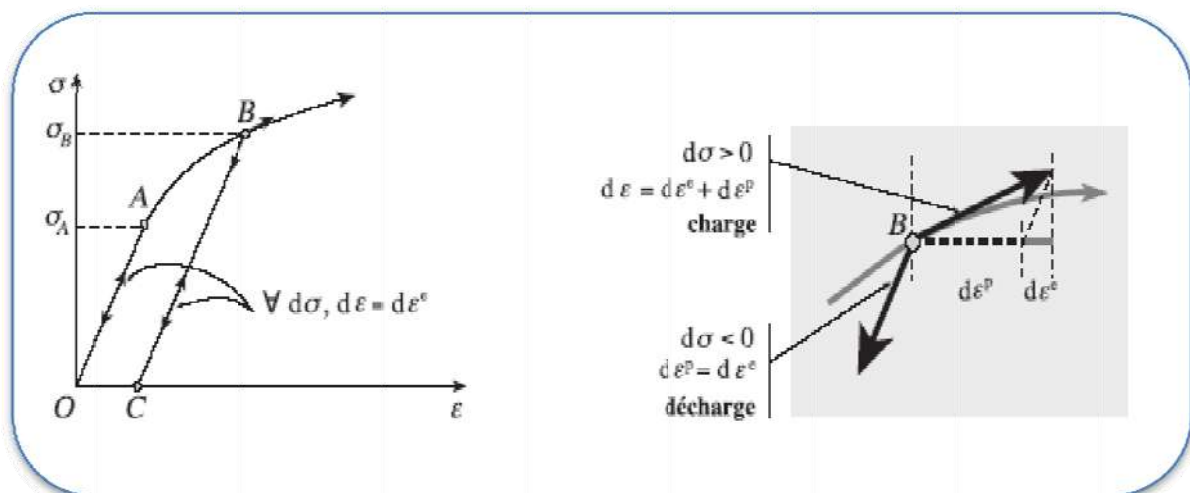 σ
σ_B
B
A
σ_A
∀ dσ, dε = dε^e
O
C
ε
dσ > 0
dε = dε^e + dε^p
charge
B
dε^p
dε^e
dσ < 0
dε^p = dε^e
décharge